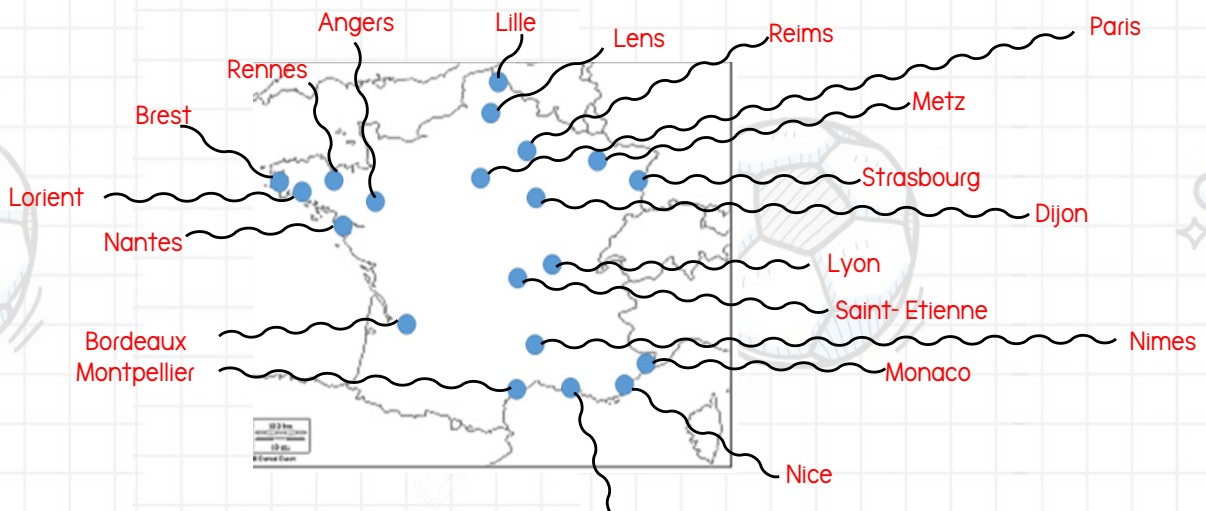 Angers
Lille
Lens
Reims
Paris
Rennes
Metz
Brest
Strasbourg
Lorient
Dijon
Nantes
Lyon
Saint- Etienne
Bordeaux
Nimes
Montpellier
Monaco
Nice